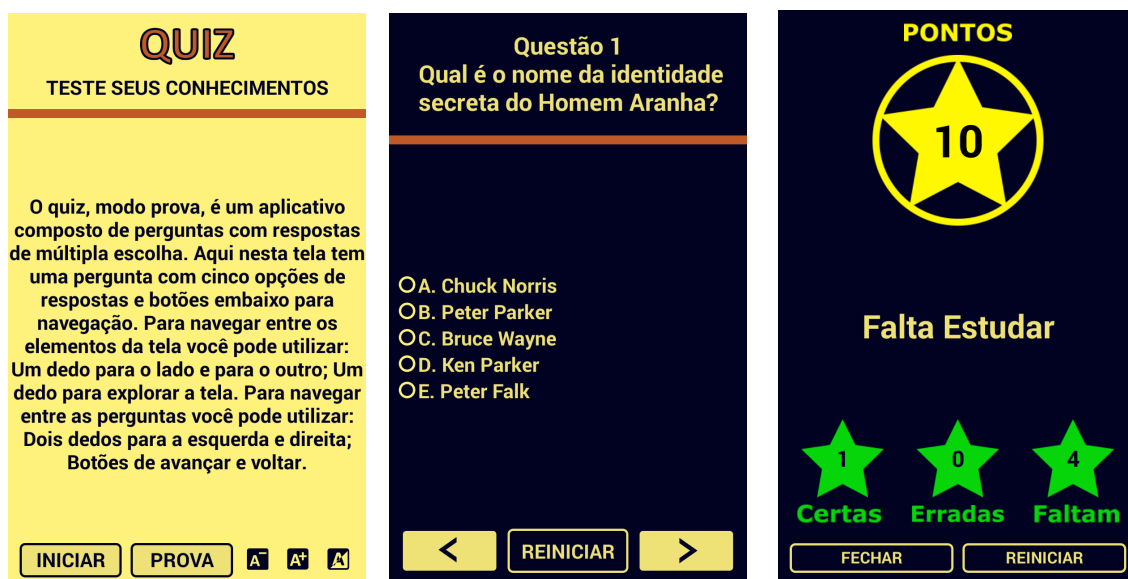 QUIZ
TESTE SEUS CONHECIMENTOS
O quiz, modo prova, é um aplicativo
composto de perguntas com respostas
de múltipla escolha. Aqui nesta tela tem
uma pergunta com cinco opções de
respostas e botões embaixo para
navegação. Para navegar entre os
elementos da tela você pode utilizar:
Um dedo para o lado e para o outro; Um
dedo para explorar a tela. Para navegar
entre as perguntas você pode utilizar:
Dois dedos para a esquerda e direita;
Botões de avançar e voltar.
INICIAR PROVA A- A+ A
Questão 1
Qual é o nome da identidade
secreta do Homem Aranha?
A. Chuck Norris
B. Peter Parker
C. Bruce Wayne
D. Ken Parker
E. Peter Falk
< REINICIAR >
PONTOS
10
Falta Estudar
1 0 4
Certas Erradas Faltam
FECHAR REINICIAR